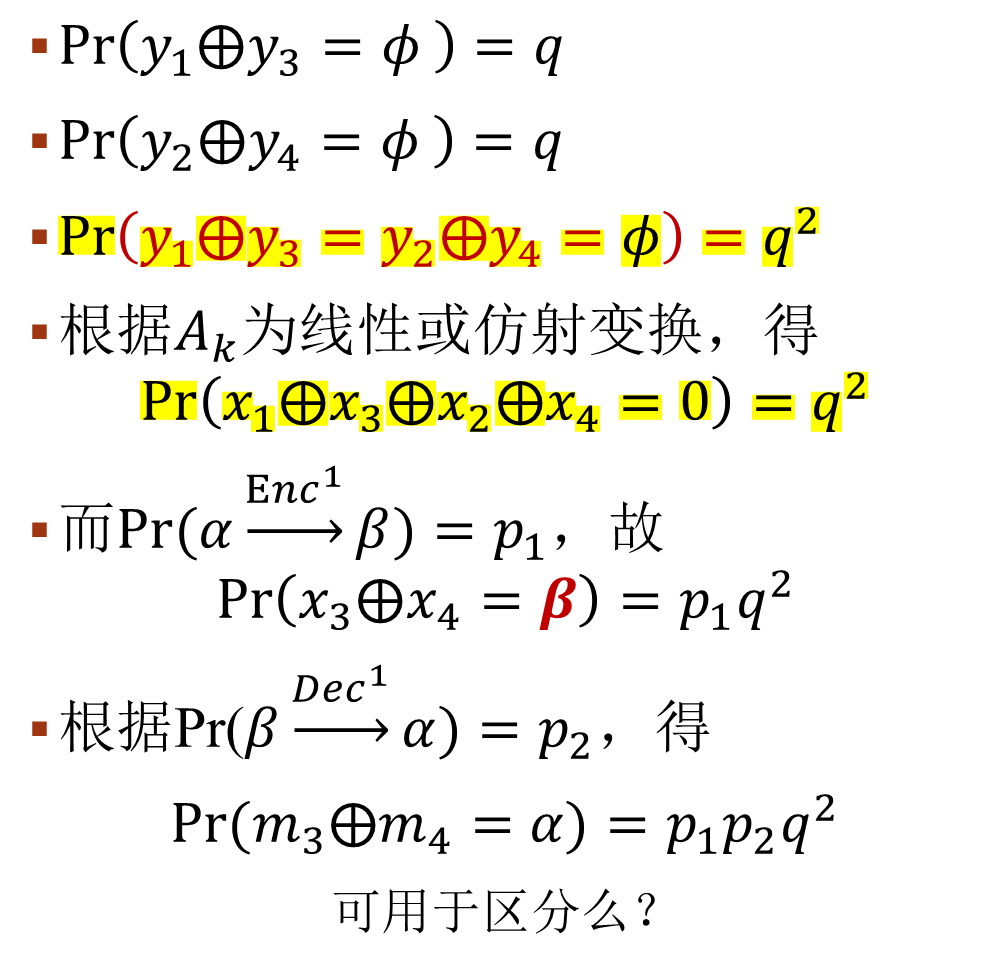 ▪ Pr(y₁⊕y₃ = ϕ ) = q
▪ Pr(y₂⊕y₄ = ϕ ) = q
▪ Pr(y₁⊕y₃ = y₂⊕y₄ = ϕ) = q²
▪ 根据Aₖ为线性或仿射变换，得
Pr(x₁⊕x₃⊕x₂⊕x₄ = 0) = q²
▪ 而Pr(α \xrightarrow{Enc¹} β) = p₁，故
Pr(x₃⊕x₄ = β) = p₁q²
▪ 根据Pr(β \xrightarrow{Dec¹} α) = p₂，得
Pr(m₃⊕m₄ = α) = p₁p₂q²
可用于区分么？